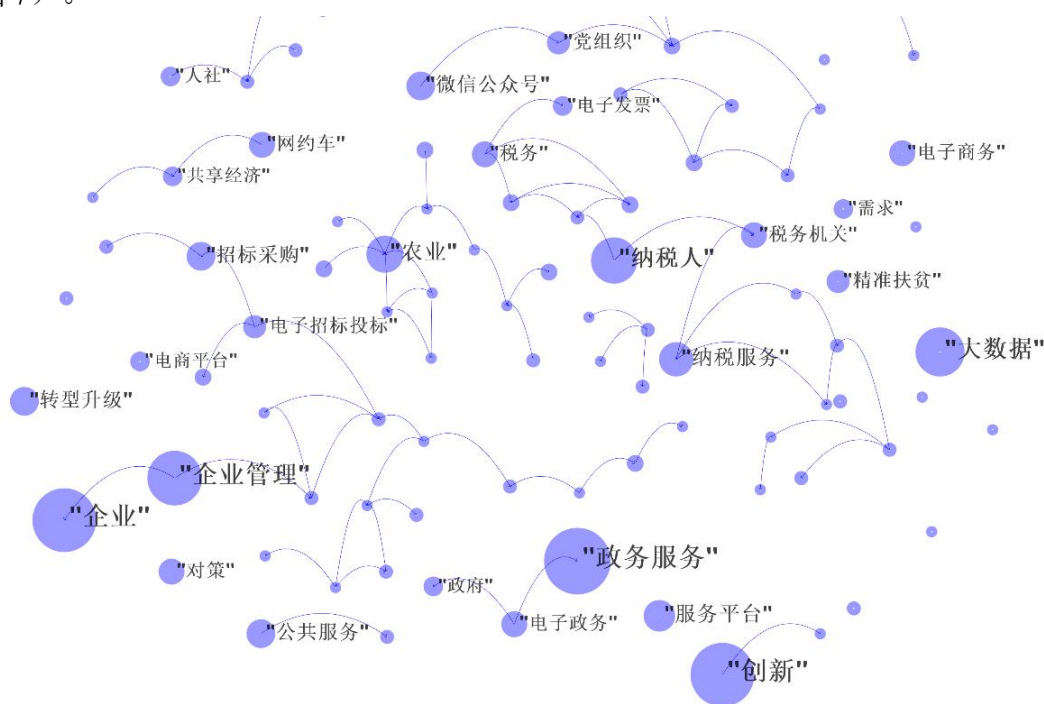 "党组织"
"人社"
"微信公众号"
"电子发票"
"网约车"
"税务"
"电子商务"
"共享经济"
"需求"
"税务机关"
"招标采购"
"农业"
"纳税人"
"精准扶贫"
"电子招标投标"
"电商平台"
"纳税服务"
"大数据"
"转型升级"
"企业管理"
"企业"
"政务服务"
"对策"
"政府"
"电子政务"
"服务平台"
"公共服务"
"创新"